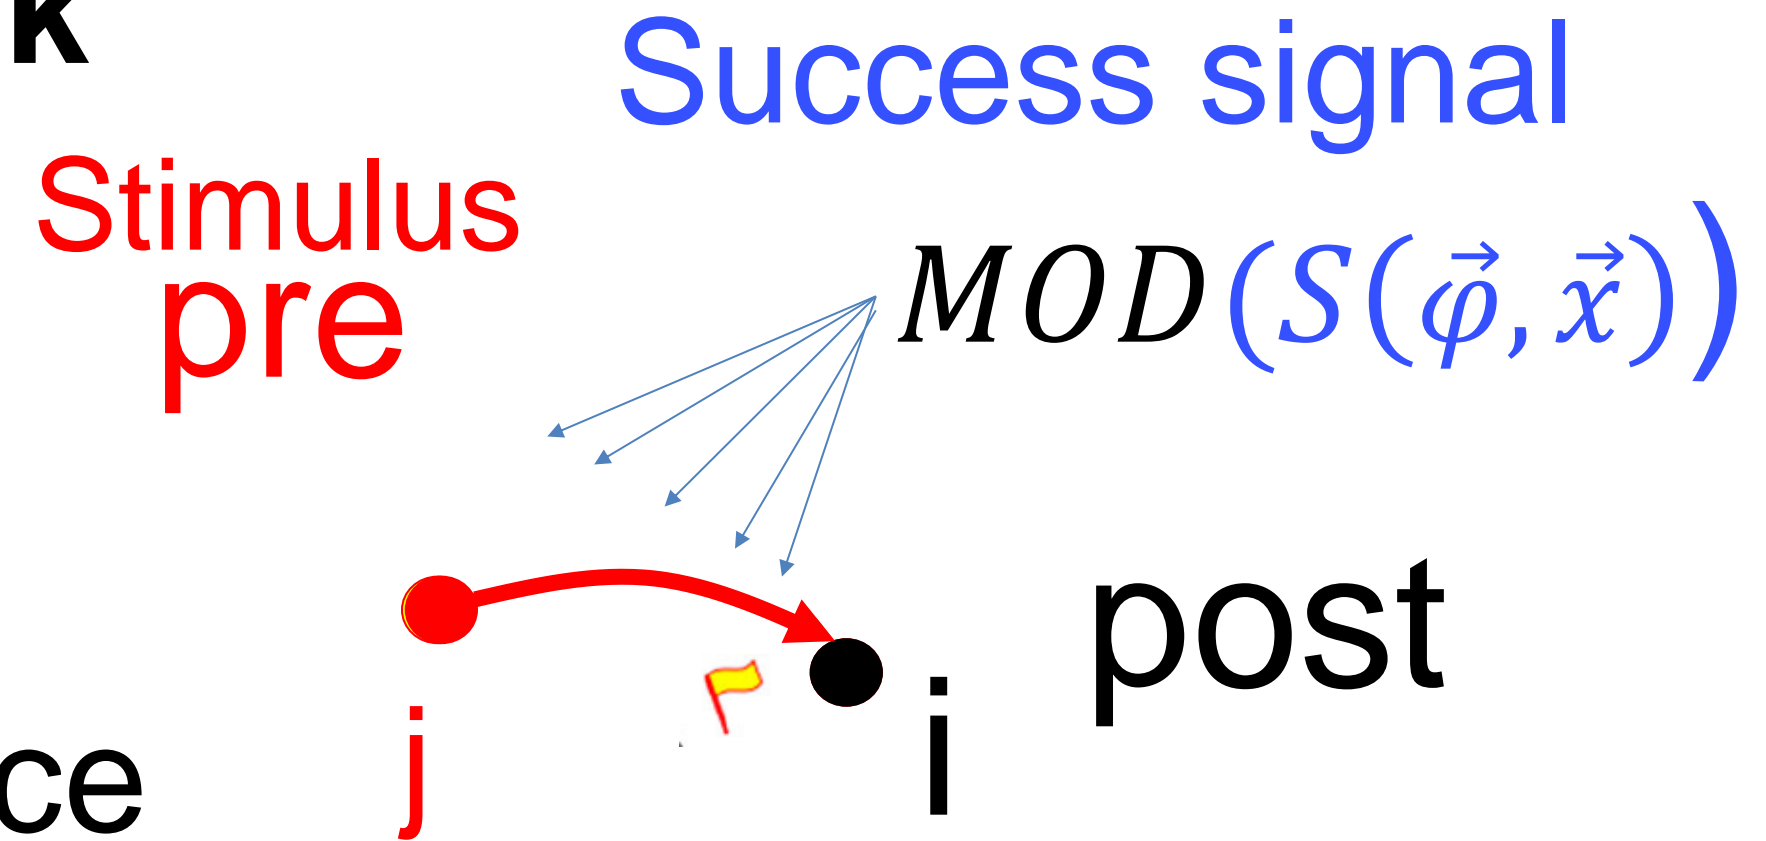 k
Success signal
Stimulus
pre
MOD(S(φ⃗, x⃗))
post
j
i
ce